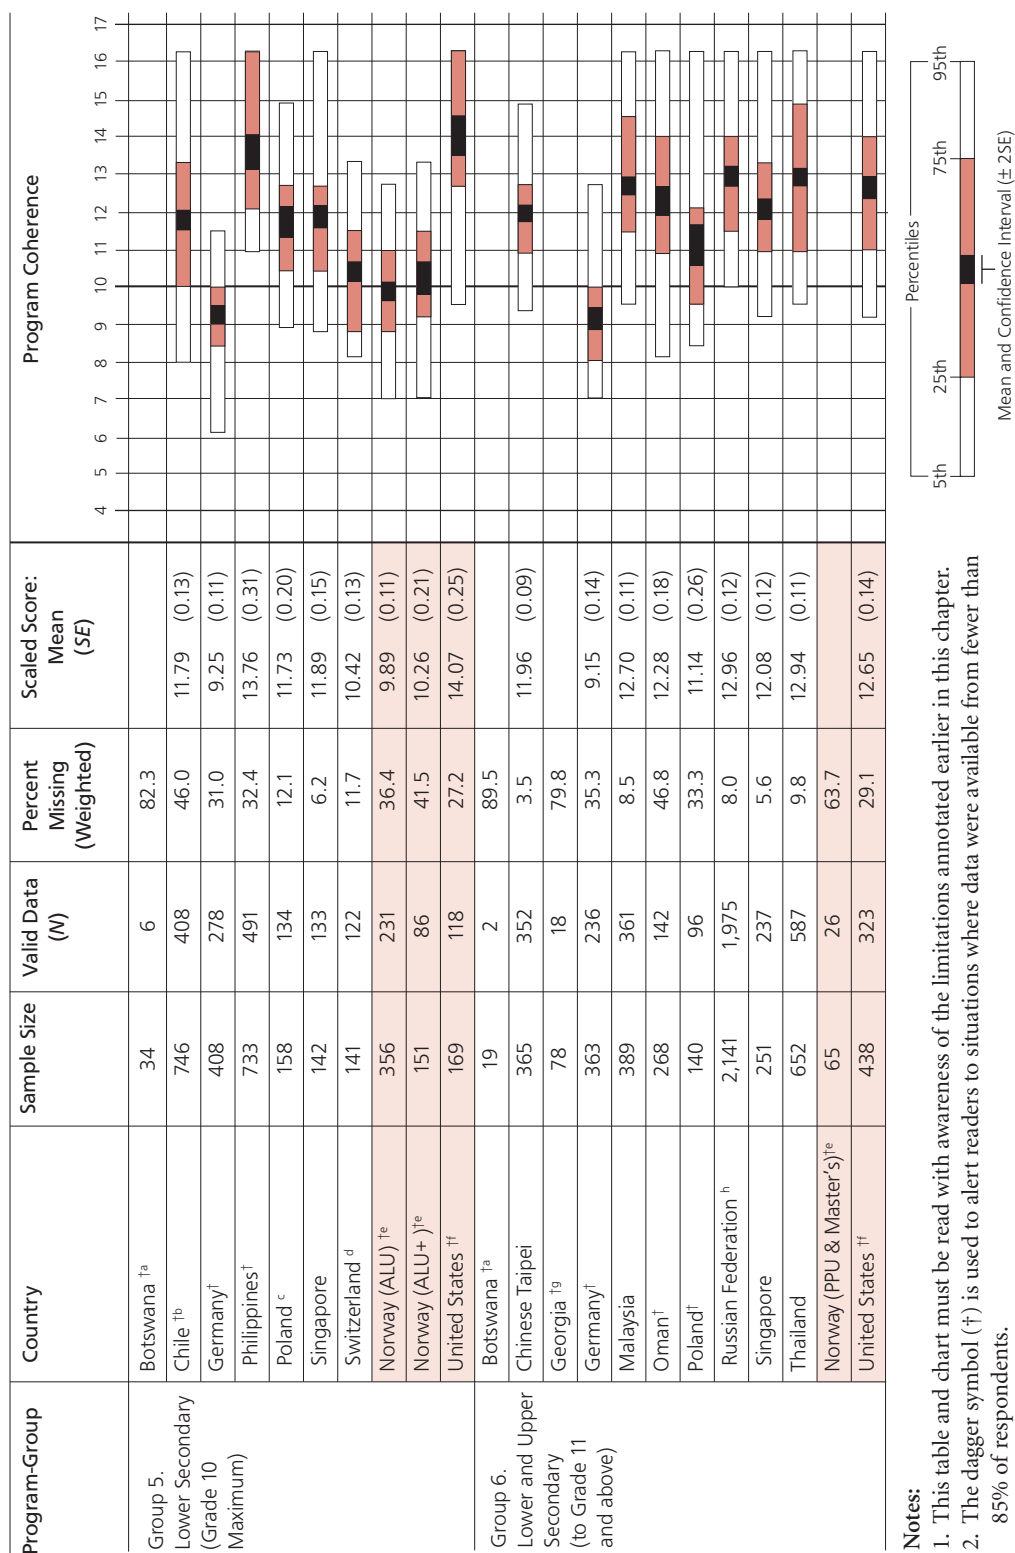 Program-Group Country Sample Size Valid Data (N) Percent Missing (Weighted) Scaled Score: Mean (SE) Program Coherence
4 5 6 7 8 9 10 11 12 13 14 15 16 17
Group 5.
Lower Secondary
(Grade 10
Maximum)
Botswana †a 34 6 82.3
Chile †b 746 408 46.0 11.79 (0.13)
Germany† 408 278 31.0 9.25 (0.11)
Philippines† 733 491 32.4 13.76 (0.31)
Poland c 158 134 12.1 11.73 (0.20)
Singapore 142 133 6.2 11.89 (0.15)
Switzerland d 141 122 11.7 10.42 (0.13)
Norway (ALU) †e 356 231 36.4 9.89 (0.11)
Norway (ALU+ )†e 151 86 41.5 10.26 (0.21)
United States †f 169 118 27.2 14.07 (0.25)
Group 6.
Lower and Upper
Secondary
(to Grade 11
and above)
Botswana †a 19 2 89.5
Chinese Taipei 365 352 3.5 11.96 (0.09)
Georgia †g 78 18 79.8
Germany† 363 236 35.3 9.15 (0.14)
Malaysia 389 361 8.5 12.70 (0.11)
Oman† 268 142 46.8 12.28 (0.18)
Poland† 140 96 33.3 11.14 (0.26)
Russian Federation h 2,141 1,975 8.0 12.96 (0.12)
Singapore 251 237 5.6 12.08 (0.12)
Thailand 652 587 9.8 12.94 (0.11)
Norway (PPU & Master's)†e 65 26 63.7
United States †f 438 323 29.1 12.65 (0.14)
Percentiles
5th 25th 75th 95th
Mean and Confidence Interval (± 2SE)
Notes:
1. This table and chart must be read with awareness of the limitations annotated earlier in this chapter.
2. The dagger symbol (†) is used to alert readers to situations where data were available from fewer than
85% of respondents.